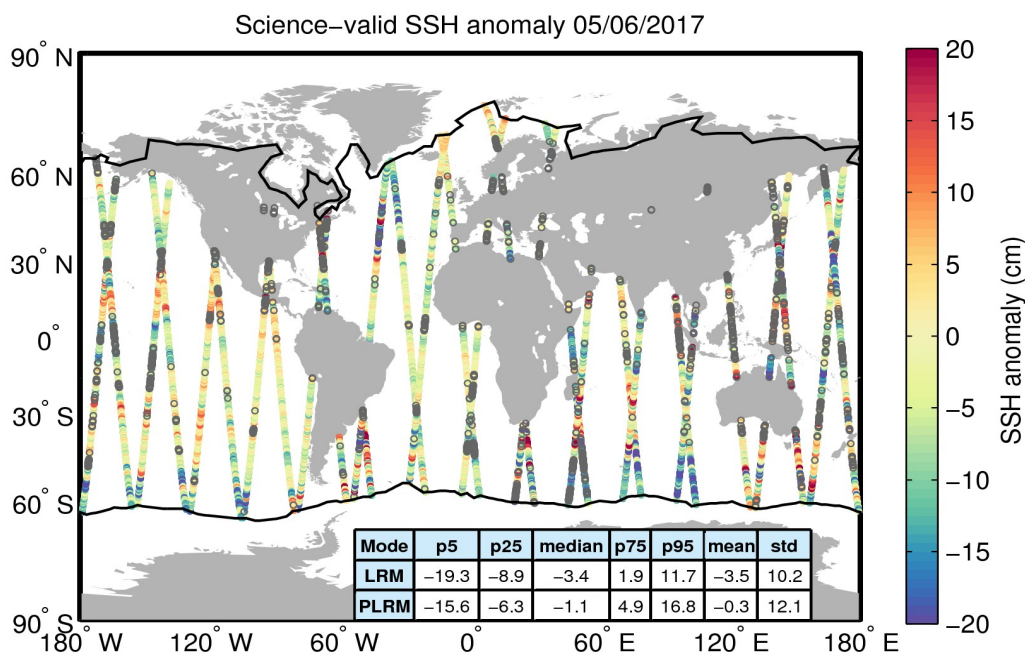 Science−valid SSH anomaly 05/06/2017
90° N
60° N
30° N
0°
30° S
60° S
90° S
180° W
120° W
60° W
0°
60° E
120° E
180° E
Mode p5 p25 median p75 p95 mean std
LRM −19.3 −8.9 −3.4 1.9 11.7 −3.5 10.2
PLRM −15.6 −6.3 −1.1 4.9 16.8 −0.3 12.1
20
15
10
5
0
−5
−10
−15
−20
SSH anomaly (cm)